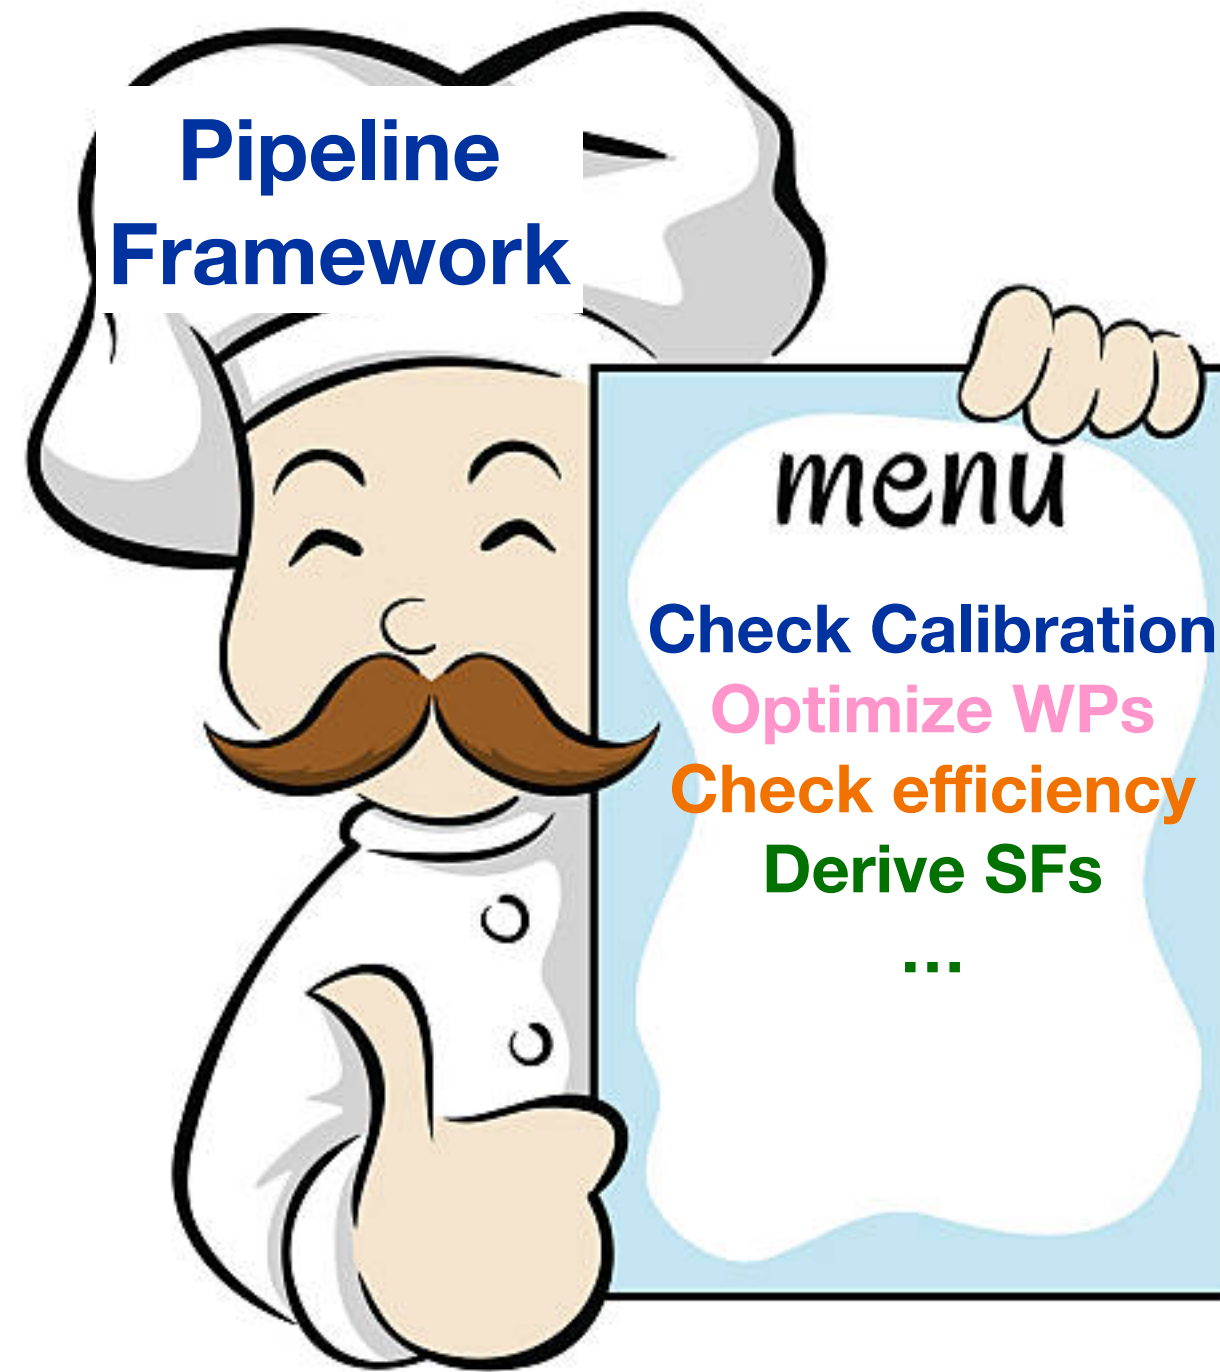 Pipeline
Framework
menu
Check Calibration
Optimize WPs
Check efficiency
Derive SFs
...